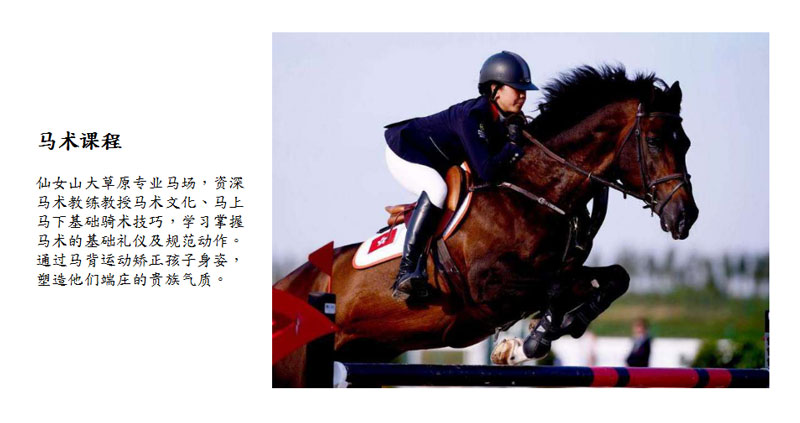 马术课程
仙女山大草原专业马场，资深
马术教练教授马术文化、马上
马下基础骑术技巧，学习掌握
马术的基础礼仪及规范动作。
通过马背运动矫正孩子身姿，
塑造他们端庄的贵族气质。